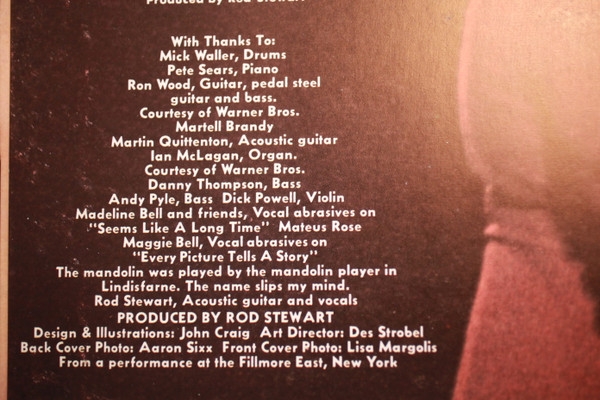 Produced by Rod Stewart
With Thanks To:
Mick Waller, Drums
Pete Sears, Piano
Ron Wood, Guitar, pedal steel
guitar and bass.
Courtesy of Warner Bros.
Martell Brandy
Martin Quittenton, Acoustic guitar
Ian McLagan, Organ.
Courtesy of Warner Bros.
Danny Thompson, Bass
Andy Pyle, Bass Dick Powell, Violin
Madeline Bell and friends, Vocal abrasives on
"Seems Like A Long Time" Mateus Rose
Maggie Bell, Vocal abrasives on
"Every Picture Tells A Story"
The mandolin was played by the mandolin player in
Lindisfarne. The name slips my mind.
Rod Stewart, Acoustic guitar and vocals
PRODUCED BY ROD STEWART
Design & Illustrations: John Craig Art Director: Des Strobel
Back Cover Photo: Aaron Sixx Front Cover Photo: Lisa Margolis
From a performance at the Fillmore East, New York